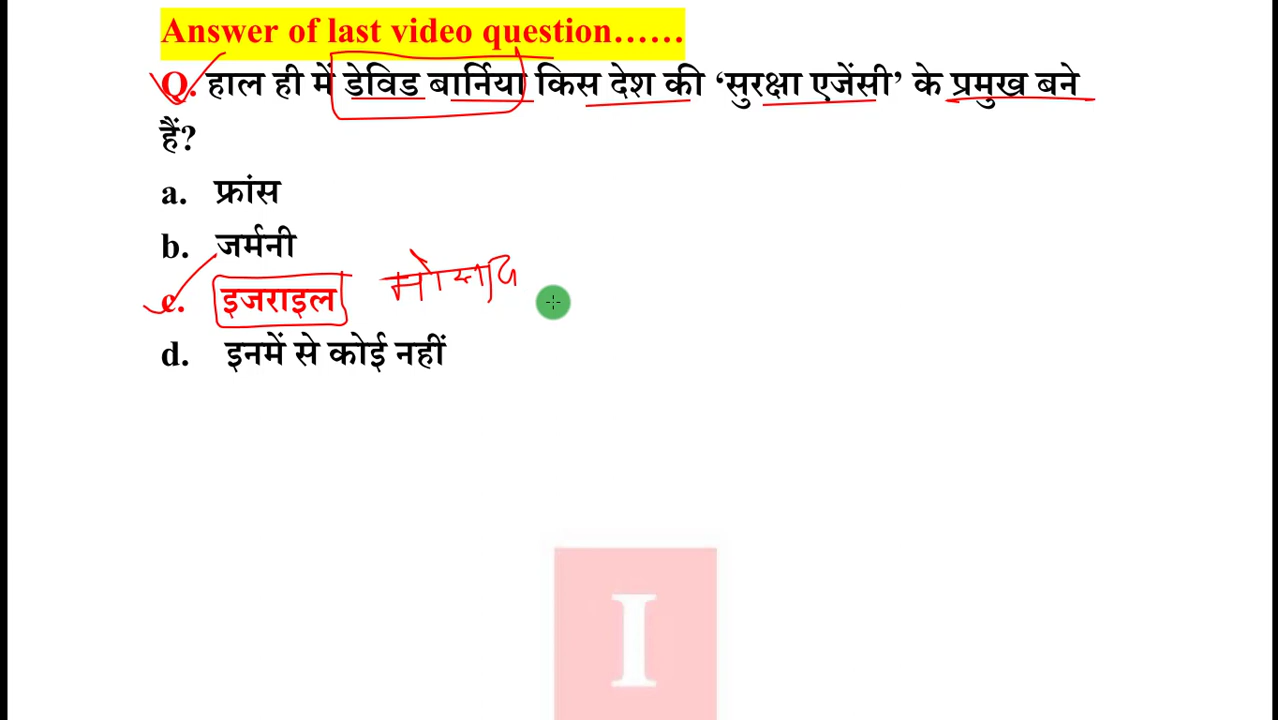 Answer of last video question……
Q. हाल ही में डेविड बार्निया किस देश की ‘सुरक्षा एजेंसी’ के प्रमुख बने
हैं?
a. फ्रांस
b. जर्मनी
c. इजराइल मोसाद
d. इनमें से कोई नहीं
I